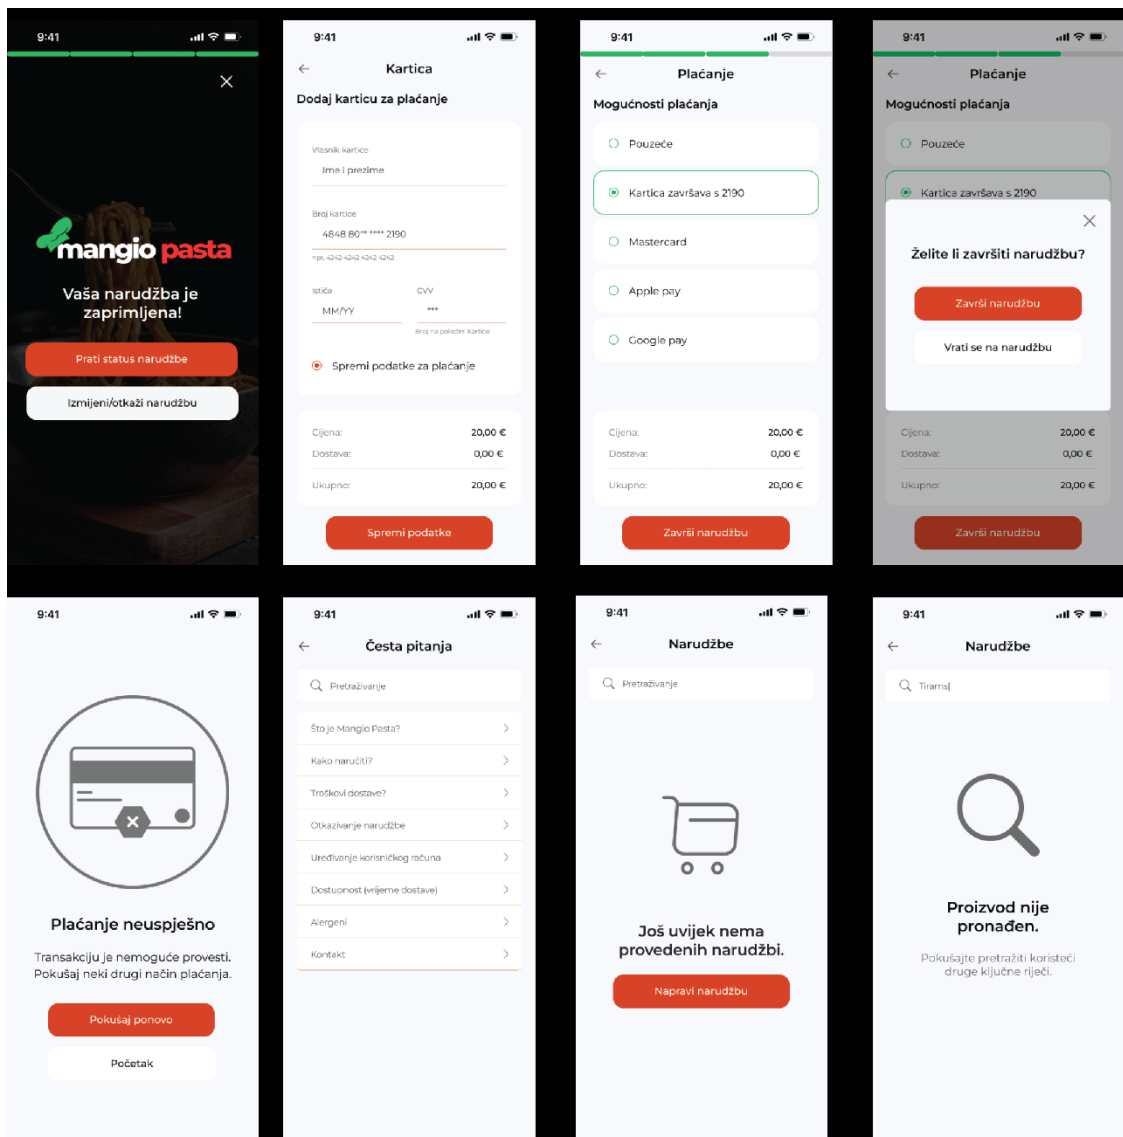 9:41
mangio pasta
Vaša narudžba je
zaprimljena!
Prati status narudžbe
Izmijeni/otkaži narudžbu
9:41
Kartica
Dodaj karticu za plaćanje
Vlasnik kartice
Ime i prezime
Broj kartice
4848 80** **** 2190
npr. 4242 4242 4242 4242
Ističe
CVV
MM/YY
***
Broj na poleđini kartice
Spremi podatke za plaćanje
Cijena: 20,00 €
Dostava: 0,00 €
Ukupno: 20,00 €
Spremi podatke
9:41
Plaćanje
Mogućnosti plaćanja
Pouzeće
Kartica završava s 2190
Mastercard
Apple pay
Google pay
Cijena: 20,00 €
Dostava: 0,00 €
Ukupno: 20,00 €
Završi narudžbu
9:41
Plaćanje
Mogućnosti plaćanja
Pouzeće
Kartica završava s 2190
Želite li završiti narudžbu?
Završi narudžbu
Vrati se na narudžbu
Cijena: 20,00 €
Dostava: 0,00 €
Ukupno: 20,00 €
Završi narudžbu
9:41
Plaćanje neuspješno
Transakciju je nemoguće provesti.
Pokušaj neki drugi način plaćanja.
Pokušaj ponovo
Početak
9:41
Česta pitanja
Pretraživanje
Što je Mangio Pasta?
Kako naručiti?
Troškovi dostave?
Otkazivanje narudžbe
Uređivanje korisničkog računa
Dostupnost (vrijeme dostave)
Alergeni
Kontakt
9:41
Narudžbe
Pretraživanje
Još uvijek nema
provedenih narudžbi.
Napravi narudžbu
9:41
Narudžbe
Tirams
Proizvod nije
pronađen.
Pokušajte pretražiti koristeći
druge ključne riječi.